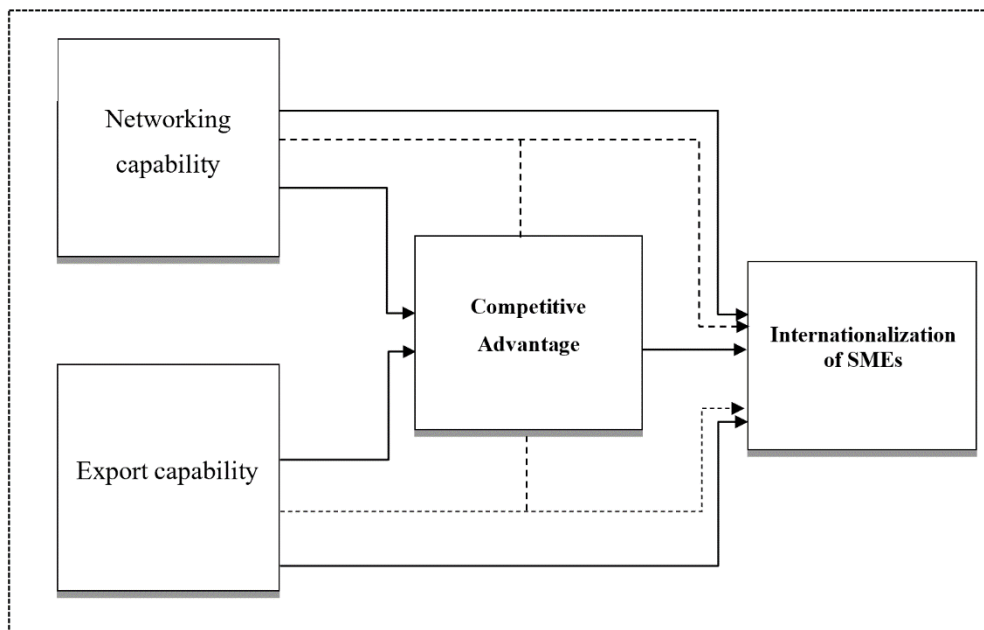 Networking
capability
Competitive
Advantage
Internationalization
of SMEs
Export capability